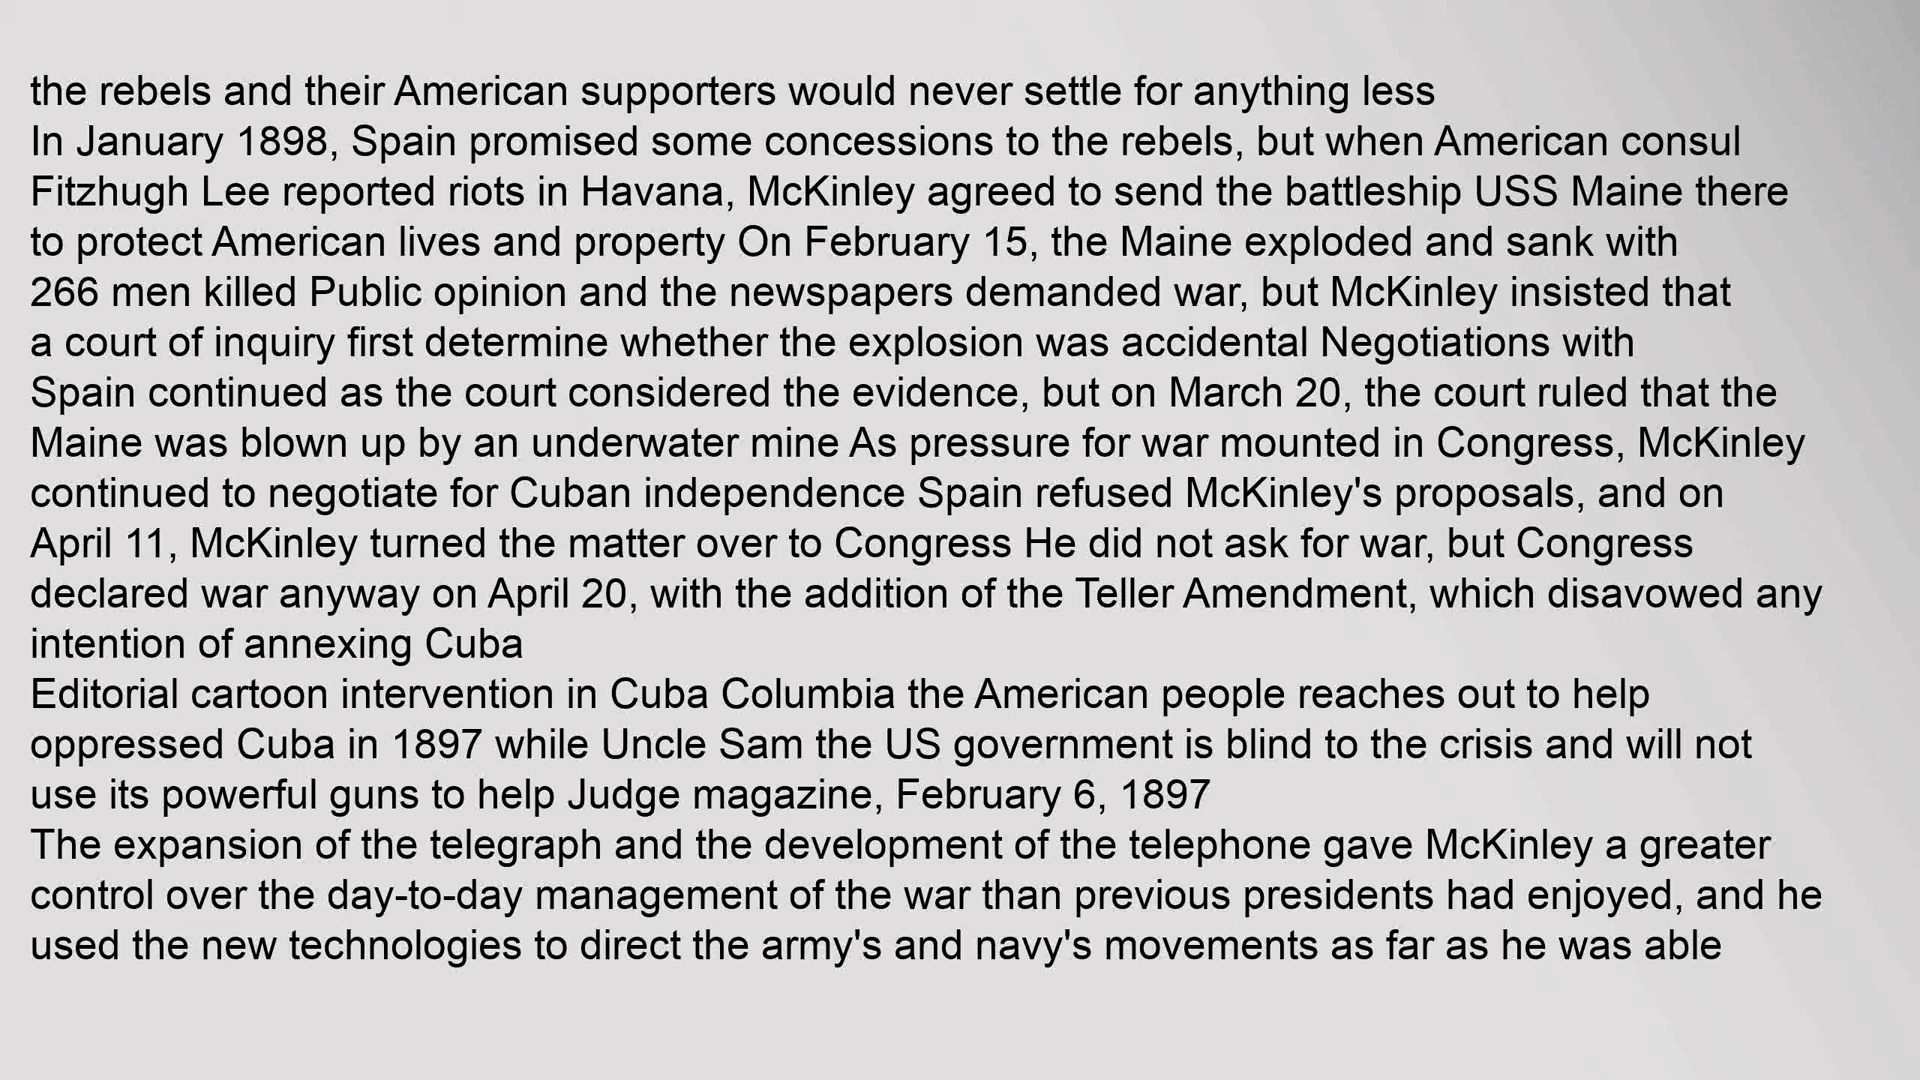 the rebels and their American supporters would never settle for anything less
In January 1898, Spain promised some concessions to the rebels, but when American consul
Fitzhugh Lee reported riots in Havana, McKinley agreed to send the battleship USS Maine there
to protect American lives and property On February 15, the Maine exploded and sank with
266 men killed Public opinion and the newspapers demanded war, but McKinley insisted that
a court of inquiry first determine whether the explosion was accidental Negotiations with
Spain continued as the court considered the evidence, but on March 20, the court ruled that the
Maine was blown up by an underwater mine As pressure for war mounted in Congress, McKinley
continued to negotiate for Cuban independence Spain refused McKinley's proposals, and on
April 11, McKinley turned the matter over to Congress He did not ask for war, but Congress
declared war anyway on April 20, with the addition of the Teller Amendment, which disavowed any
intention of annexing Cuba
Editorial cartoon intervention in Cuba Columbia the American people reaches out to help
oppressed Cuba in 1897 while Uncle Sam the US government is blind to the crisis and will not
use its powerful guns to help Judge magazine, February 6, 1897
The expansion of the telegraph and the development of the telephone gave McKinley a greater
control over the day-to-day management of the war than previous presidents had enjoyed, and he
used the new technologies to direct the army's and navy's movements as far as he was able